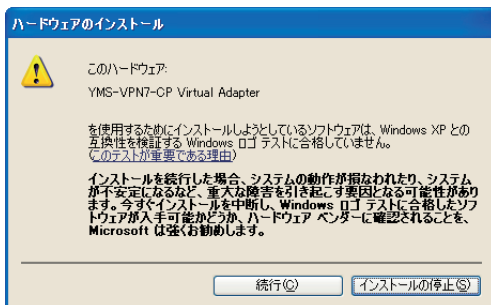 ハードウェアのインストール
このハードウェア:
YMS-VPN7-CP Virtual Adapter
を使用するためにインストールしようとしているソフトウェアは、Windows XP との
互換性を検証する Windows ロゴ テストに合格していません。
(このテストが重要である理由)
インストールを続行した場合、システムの動作が損なわれたり、システム
が不安定になるなど、重大な障害を引き起こす要因となる可能性があり
ます。今すぐインストールを中断し、Windows ロゴ テストに合格したソフ
トウェアが入手可能かどうか、ハードウェア ベンダーに確認されることを、
Microsoft は強くお勧めします。
続行(C)
インストールの停止(S)